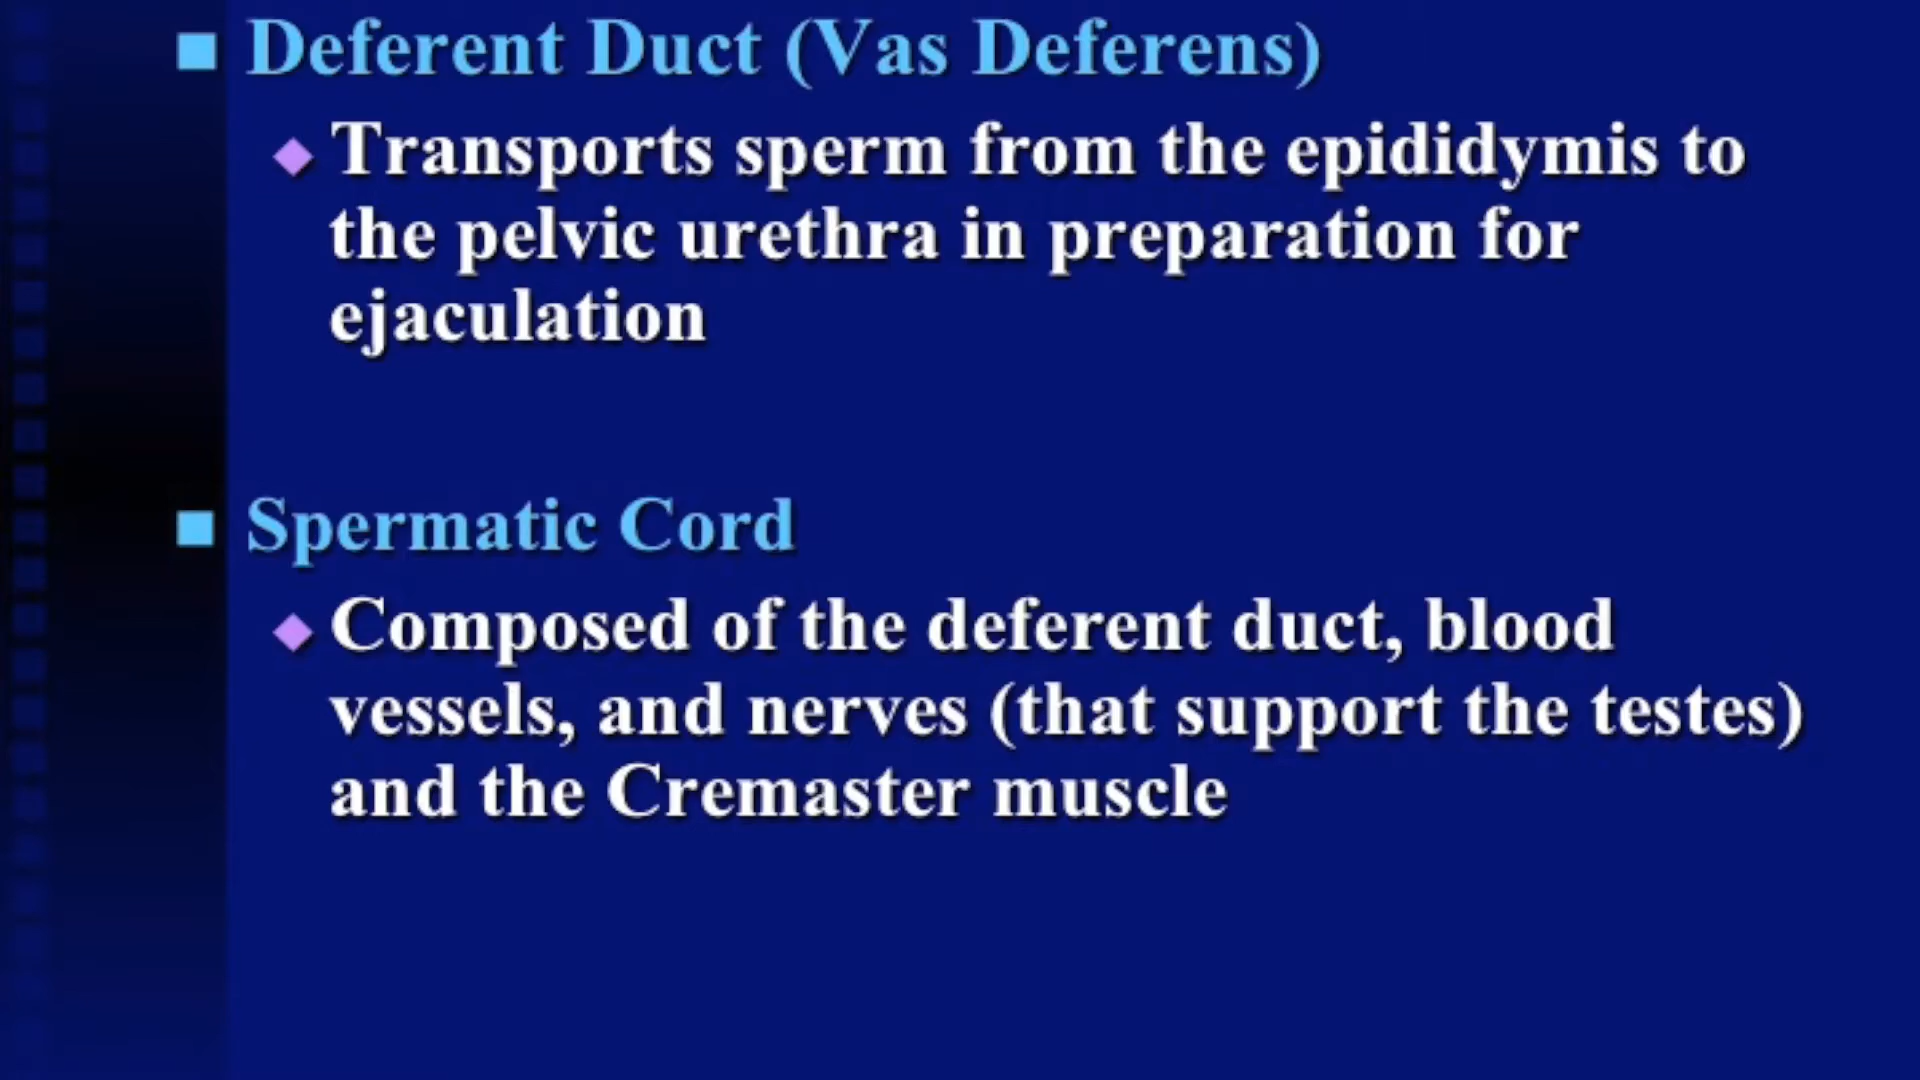 Deferent Duct (Vas Deferens)
Transports sperm from the epididymis to
the pelvic urethra in preparation for
ejaculation
Spermatic Cord
Composed of the deferent duct, blood
vessels, and nerves (that support the testes)
and the Cremaster muscle